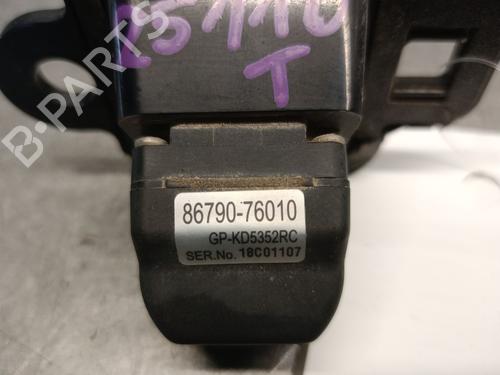 25110
T
B-PARTS
86790-76010
GP-KD5352RC
SER.No. 18C01107